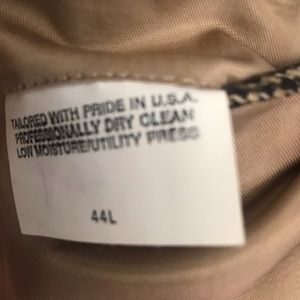 TAILORED WITH PRIDE IN U.S.A.
PROFESSIONALLY DRY CLEAN
LOW MOISTURE/UTILITY PRESS
44L